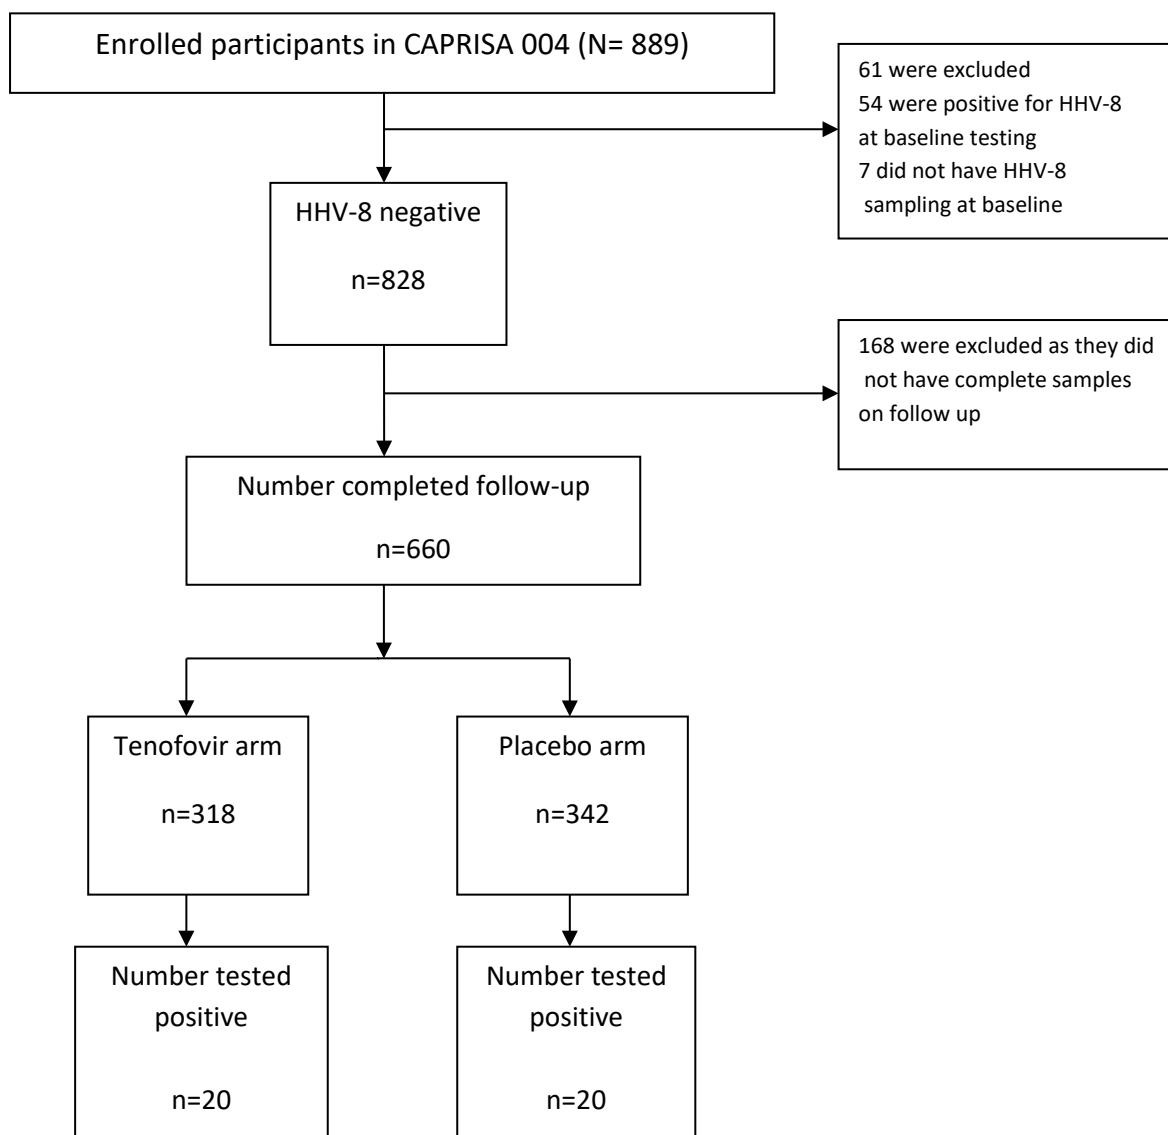 Enrolled participants in CAPRISA 004 (N= 889)
61 were excluded
54 were positive for HHV-8
at baseline testing
7 did not have HHV-8
sampling at baseline
HHV-8 negative
n=828
168 were excluded as they did
not have complete samples
on follow up
Number completed follow-up
n=660
Tenofovir arm
n=318
Placebo arm
n=342
Number tested
positive
n=20
Number tested
positive
n=20